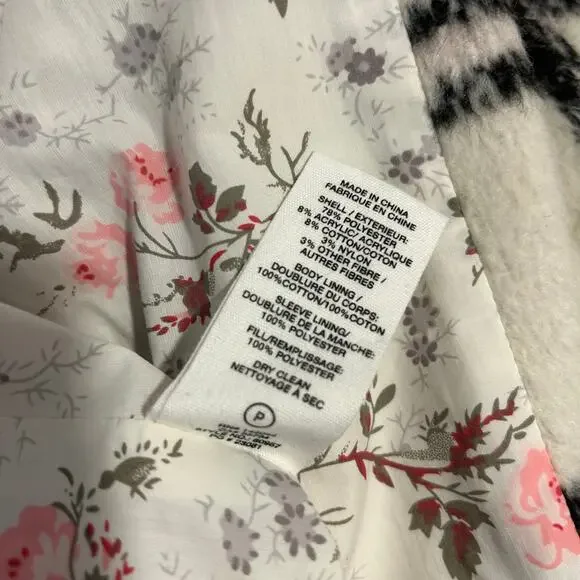 MADE IN CHINA
FABRIQUE EN CHINE
SHELL / EXTERIEUR:
78% POLYESTER
8% ACRYLIC / ACRYLIQUE
8% COTTON/COTON
3% NYLON
3% OTHER FIBRE /
AUTRES FIBRES
BODY LINING /
DOUBLURE DU CORPS:
100%COTTON/100%COTON
SLEEVE LINING/
DOUBLURE DE LA MANCHE:
100% POLYESTER
FILL/REMPLISSAGE:
100% POLYESTER
DRY CLEAN
NETTOYAGE À SEC
P